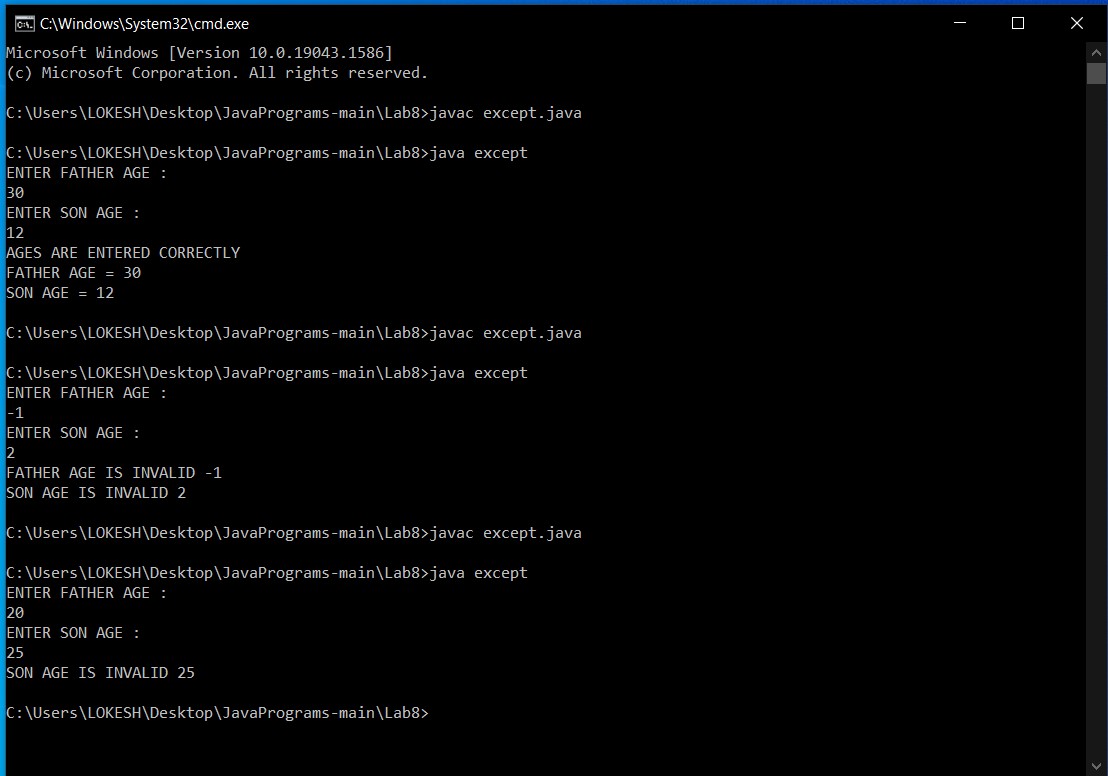 C:\Windows\System32\cmd.exe
Microsoft Windows [Version 10.0.19043.1586]
(c) Microsoft Corporation. All rights reserved.
C:\Users\LOKESH\Desktop\JavaPrograms-main\Lab8>javac except.java
C:\Users\LOKESH\Desktop\JavaPrograms-main\Lab8>java except
ENTER FATHER AGE :
30
ENTER SON AGE :
12
AGES ARE ENTERED CORRECTLY
FATHER AGE = 30
SON AGE = 12
C:\Users\LOKESH\Desktop\JavaPrograms-main\Lab8>javac except.java
C:\Users\LOKESH\Desktop\JavaPrograms-main\Lab8>java except
ENTER FATHER AGE :
-1
ENTER SON AGE :
2
FATHER AGE IS INVALID -1
SON AGE IS INVALID 2
C:\Users\LOKESH\Desktop\JavaPrograms-main\Lab8>javac except.java
C:\Users\LOKESH\Desktop\JavaPrograms-main\Lab8>java except
ENTER FATHER AGE :
20
ENTER SON AGE :
25
SON AGE IS INVALID 25
C:\Users\LOKESH\Desktop\JavaPrograms-main\Lab8>